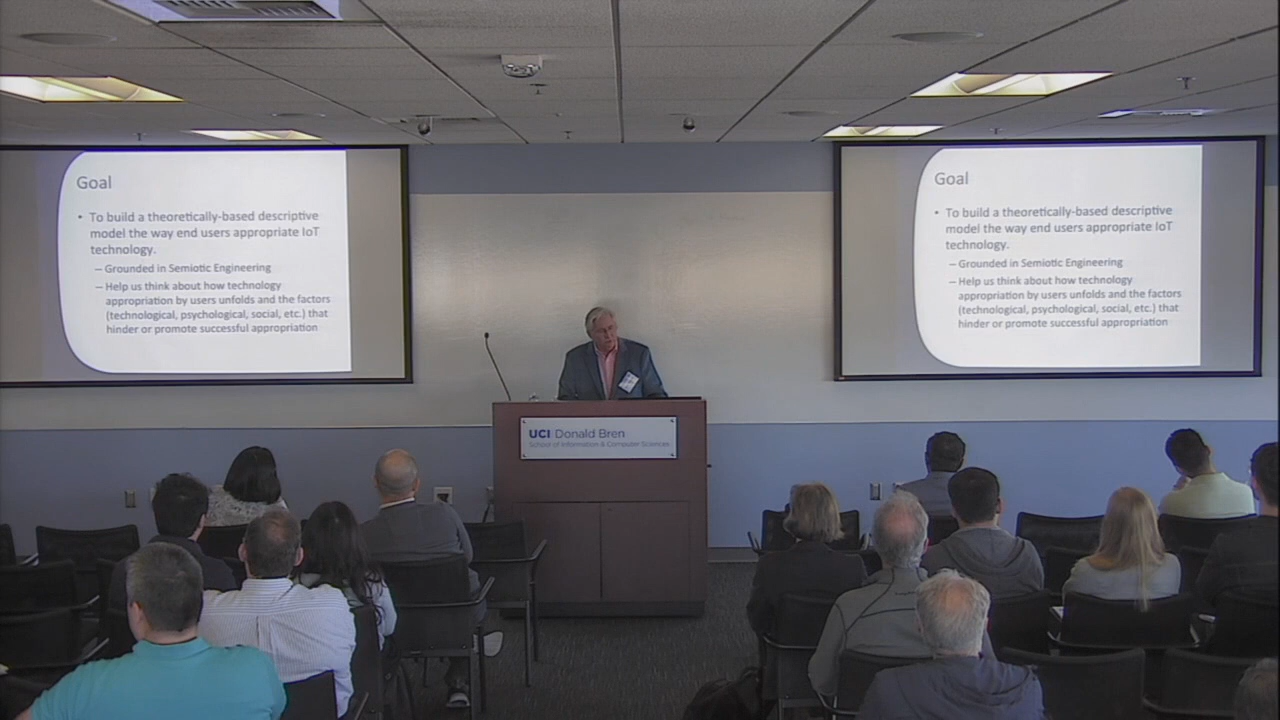 Goal
• To build a theoretically-based descriptive
model the way end users appropriate IoT
technology.
– Grounded in Semiotic Engineering
– Help us think about how technology
appropriation by users unfolds and the factors
(technological, psychological, social, etc.) that
hinder or promote successful appropriation
Goal
• To build a theoretically-based descriptive
model the way end users appropriate IoT
technology.
– Grounded in Semiotic Engineering
– Help us think about how technology
appropriation by users unfolds and the factors
(technological, psychological, social, etc.) that
hinder or promote successful appropriation
UCI Donald Bren
School of Information & Computer Sciences